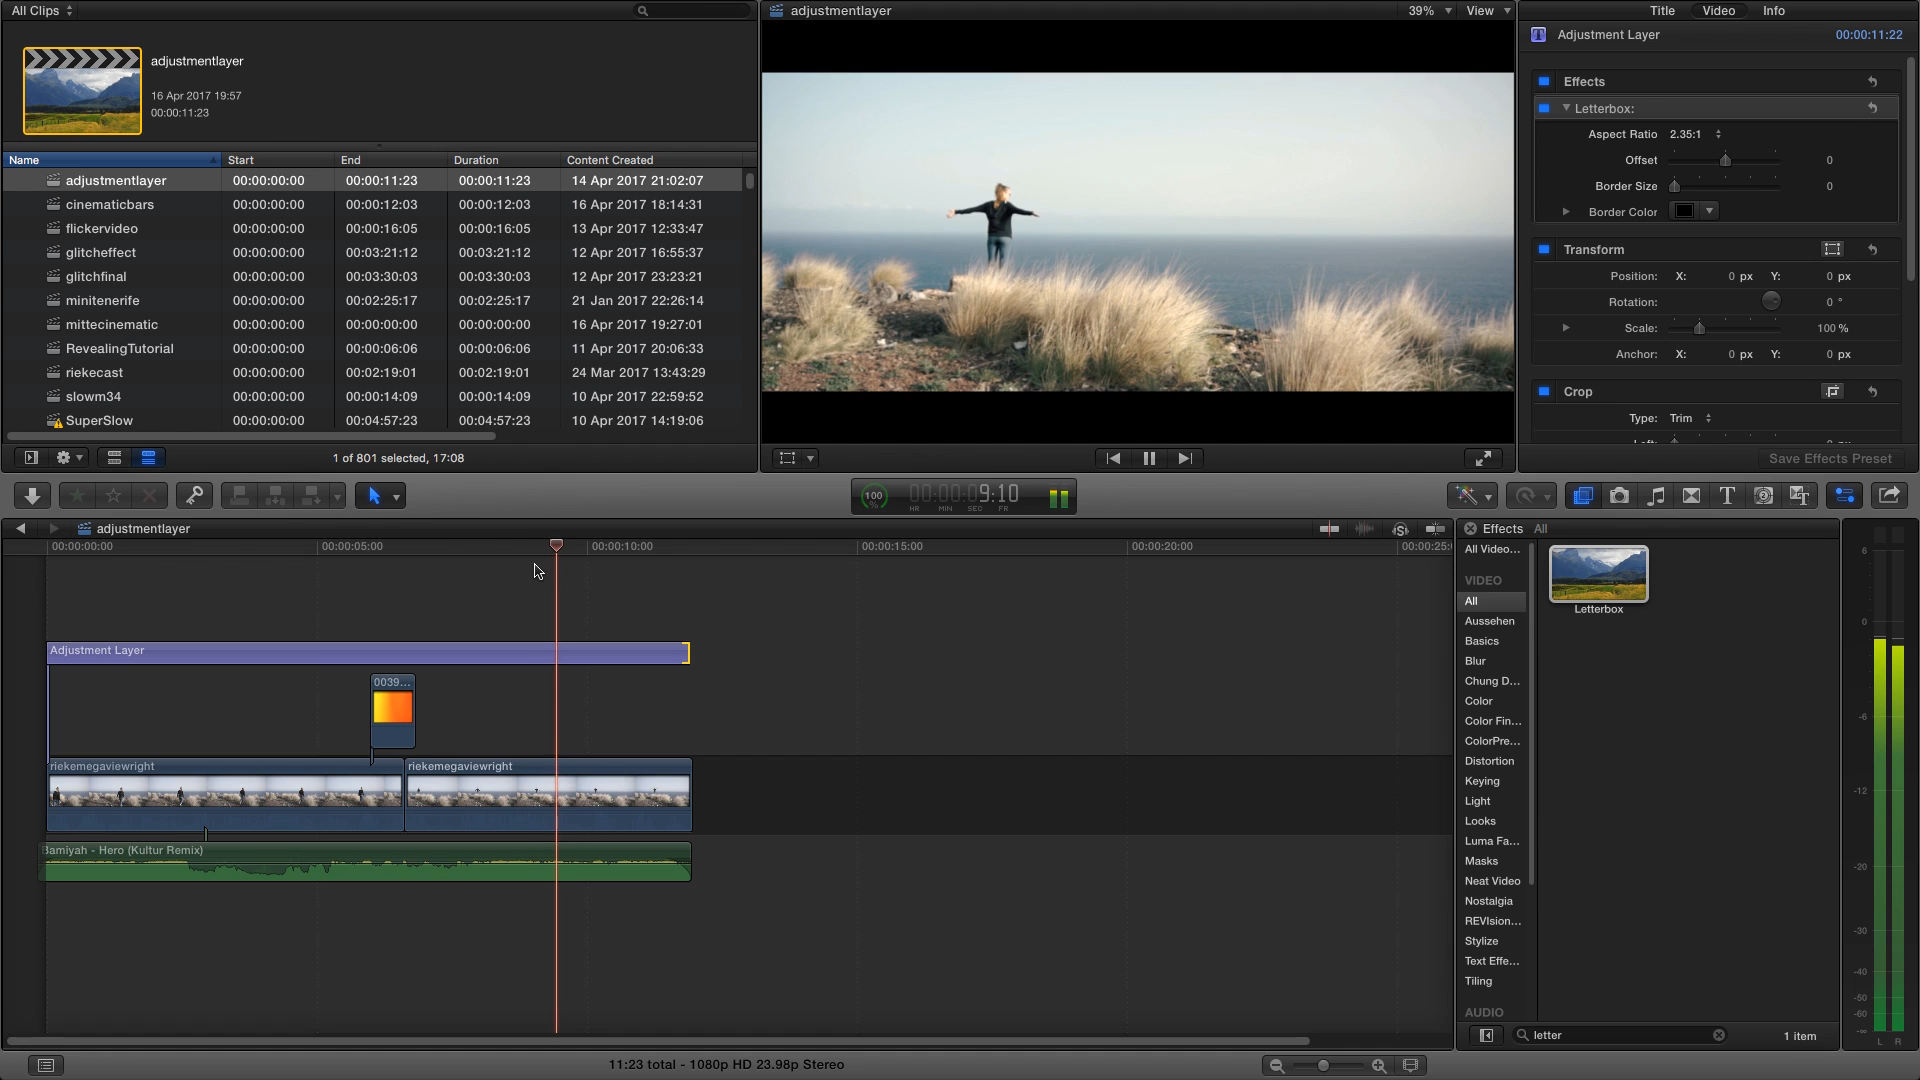 All Clips
adjustmentlayer
39%
View
Title
Video
Info
adjustmentlayer
16 Apr 2017 19:57
00:00:11:23
Adjustment Layer
00:00:11:22
Effects
Letterbox:
Aspect Ratio 2.35:1
Offset 0
Border Size 0
Border Color
Transform
Position: X: 0 px Y: 0 px
Rotation: 0 °
Scale: 100 %
Anchor: X: 0 px Y: 0 px
Crop
Type: Trim
Save Effects Preset
Name Start End Duration Content Created
adjustmentlayer 00:00:00:00 00:00:11:23 00:00:11:23 14 Apr 2017 21:02:07
cinematicbars 00:00:00:00 00:00:12:03 00:00:12:03 16 Apr 2017 18:14:31
flickervideo 00:00:00:00 00:00:16:05 00:00:16:05 13 Apr 2017 12:33:47
glitcheffect 00:00:00:00 00:03:21:12 00:03:21:12 12 Apr 2017 16:55:37
glitchfinal 00:00:00:00 00:03:30:03 00:03:30:03 12 Apr 2017 23:23:21
minitenerife 00:00:00:00 00:02:25:17 00:02:25:17 21 Jan 2017 22:26:14
mittecinematic 00:00:00:00 00:00:00:00 00:00:00:00 16 Apr 2017 19:27:01
RevealingTutorial 00:00:00:00 00:00:06:06 00:00:06:06 11 Apr 2017 20:06:33
riekecast 00:00:00:00 00:02:19:01 00:02:19:01 24 Mar 2017 13:43:29
slowm34 00:00:00:00 00:00:14:09 00:00:14:09 10 Apr 2017 22:59:52
SuperSlow 00:00:00:00 00:04:57:23 00:04:57:23 10 Apr 2017 14:19:06
1 of 801 selected, 17:08
100 %
00:00:09:10
HR MIN SEC FR
adjustmentlayer
00:00:00:00 00:00:05:00 00:00:10:00 00:00:15:00 00:00:20:00 00:00:25:
Adjustment Layer
0039...
riekemegaviewright
riekemegaviewright
Bamiyah - Hero (Kultur Remix)
Effects All
All Video...
VIDEO
All
Aussehen
Basics
Blur
Chung D...
Color
Color Fin...
ColorPre...
Distortion
Keying
Light
Looks
Luma Fa...
Masks
Neat Video
Nostalgia
REVIsion...
Stylize
Text Effe...
Tiling
AUDIO
Letterbox
letter
1 item
6
0
-6
-12
-20
-30
-40
-50
-60
-∞
L R
11:23 total - 1080p HD 23.98p Stereo